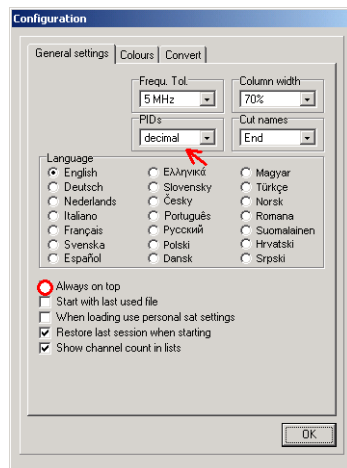 Configuration
General settings Colours Convert
Frequ. Tol. Column width
5 MHz 70%
PIDs Cut names
decimal End
Language
English Ελληνικά Magyar
Deutsch Slovensky Türkçe
Nederlands Česky Norsk
Italiano Português Romana
Français Русский Suomalainen
Svenska Polski Hrvatski
Español Dansk Srpski
Always on top
Start with last used file
When loading use personal sat settings
Restore last session when starting
Show channel count in lists
OK